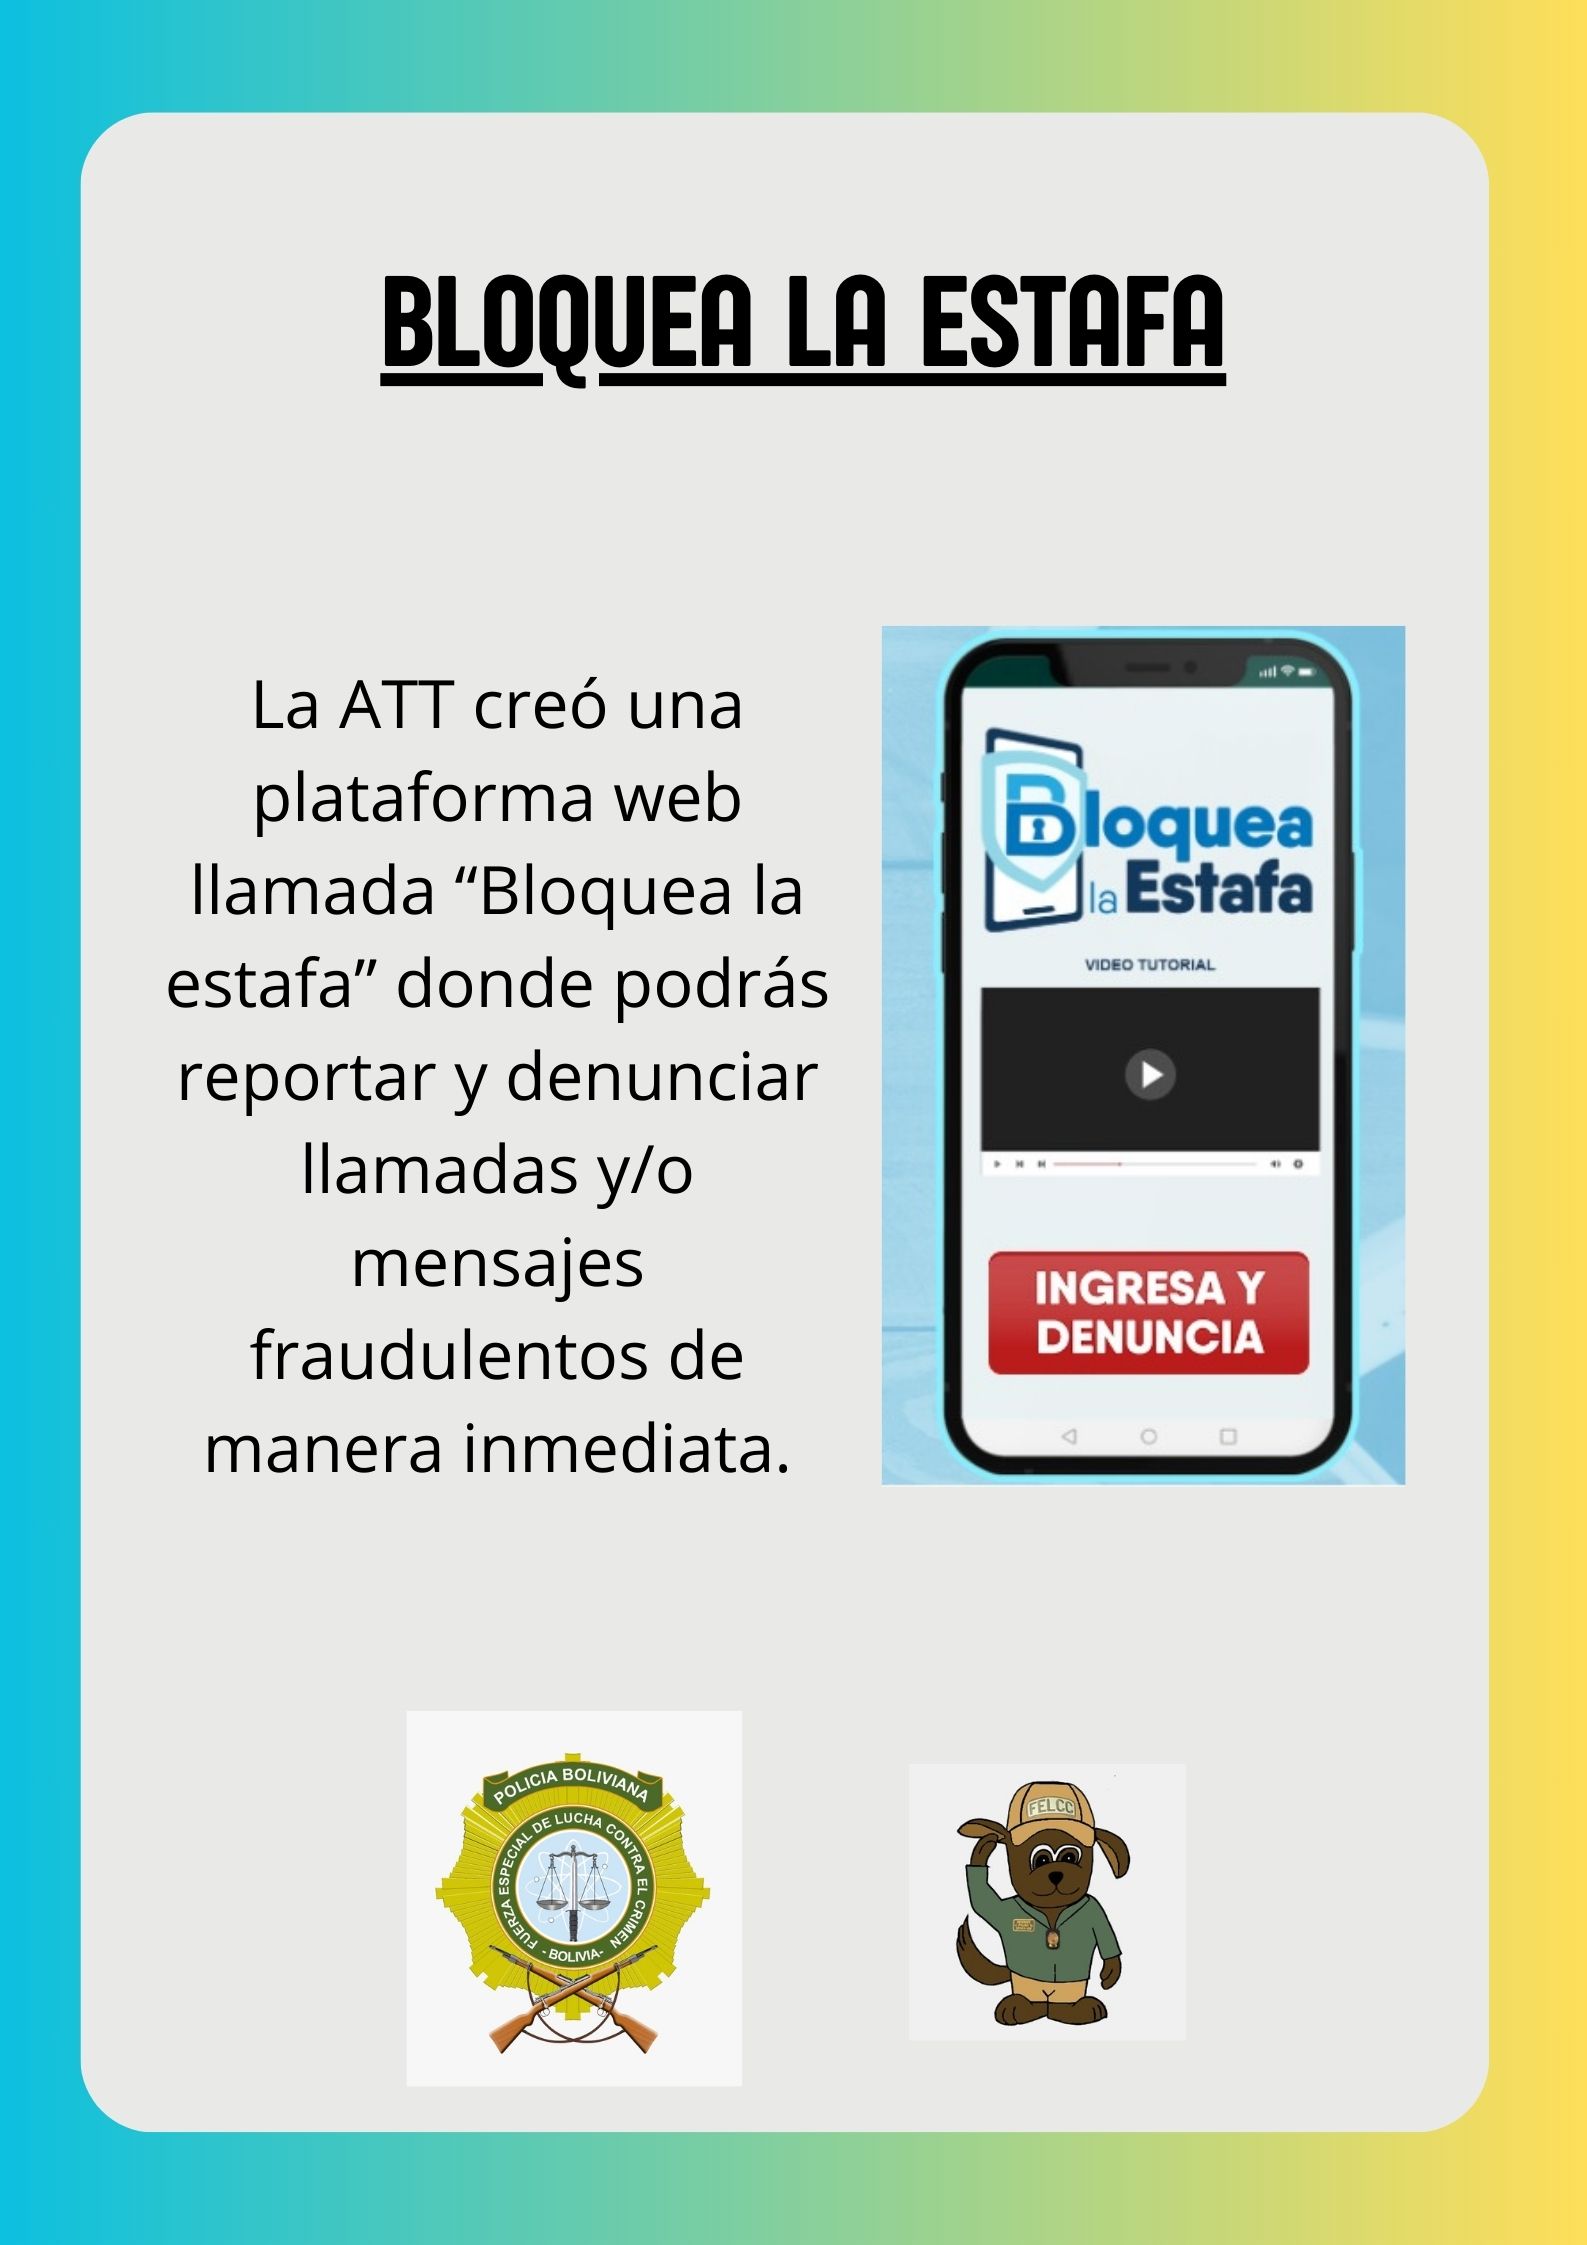 BLOQUEA LA ESTAFA
La ATT creó una
plataforma web
llamada “Bloquea la
estafa” donde podrás
reportar y denunciar
llamadas y/o
mensajes
fraudulentos de
manera inmediata.
Bloquea
la Estafa
VIDEO TUTORIAL
INGRESA Y
DENUNCIA
POLICIA BOLIVIANA
FUERZA ESPECIAL DE LUCHA CONTRA EL CRIMEN
- BOLIVIA-
FELCC